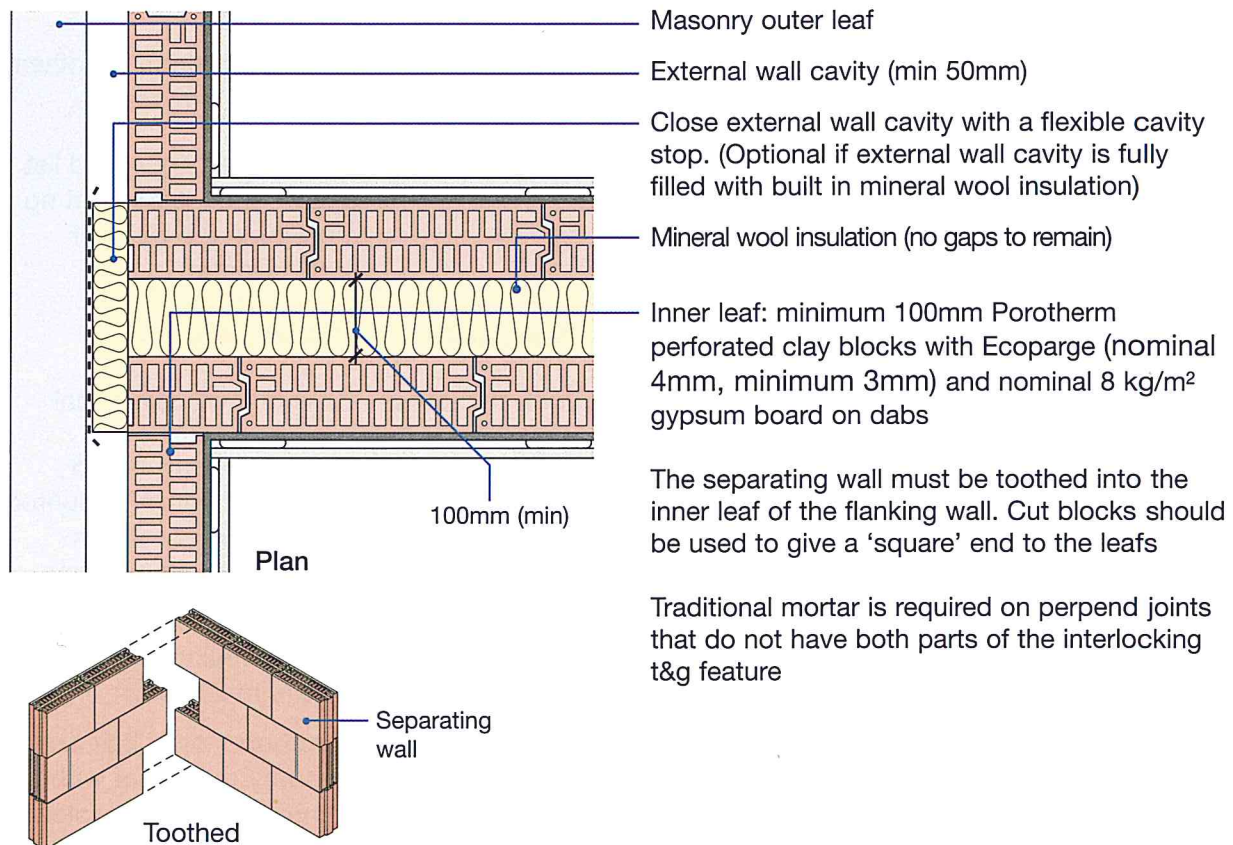 Masonry outer leaf
External wall cavity (min 50mm)
Close external wall cavity with a flexible cavity
stop. (Optional if external wall cavity is fully
filled with built in mineral wool insulation)
Mineral wool insulation (no gaps to remain)
Inner leaf: minimum 100mm Porotherm
perforated clay blocks with Ecoparge (nominal
4mm, minimum 3mm) and nominal 8 kg/m²
gypsum board on dabs
The separating wall must be toothed into the
inner leaf of the flanking wall. Cut blocks should
be used to give a ‘square’ end to the leafs
Traditional mortar is required on perpend joints
that do not have both parts of the interlocking
t&g feature
100mm (min)
Plan
Separating
wall
Toothed